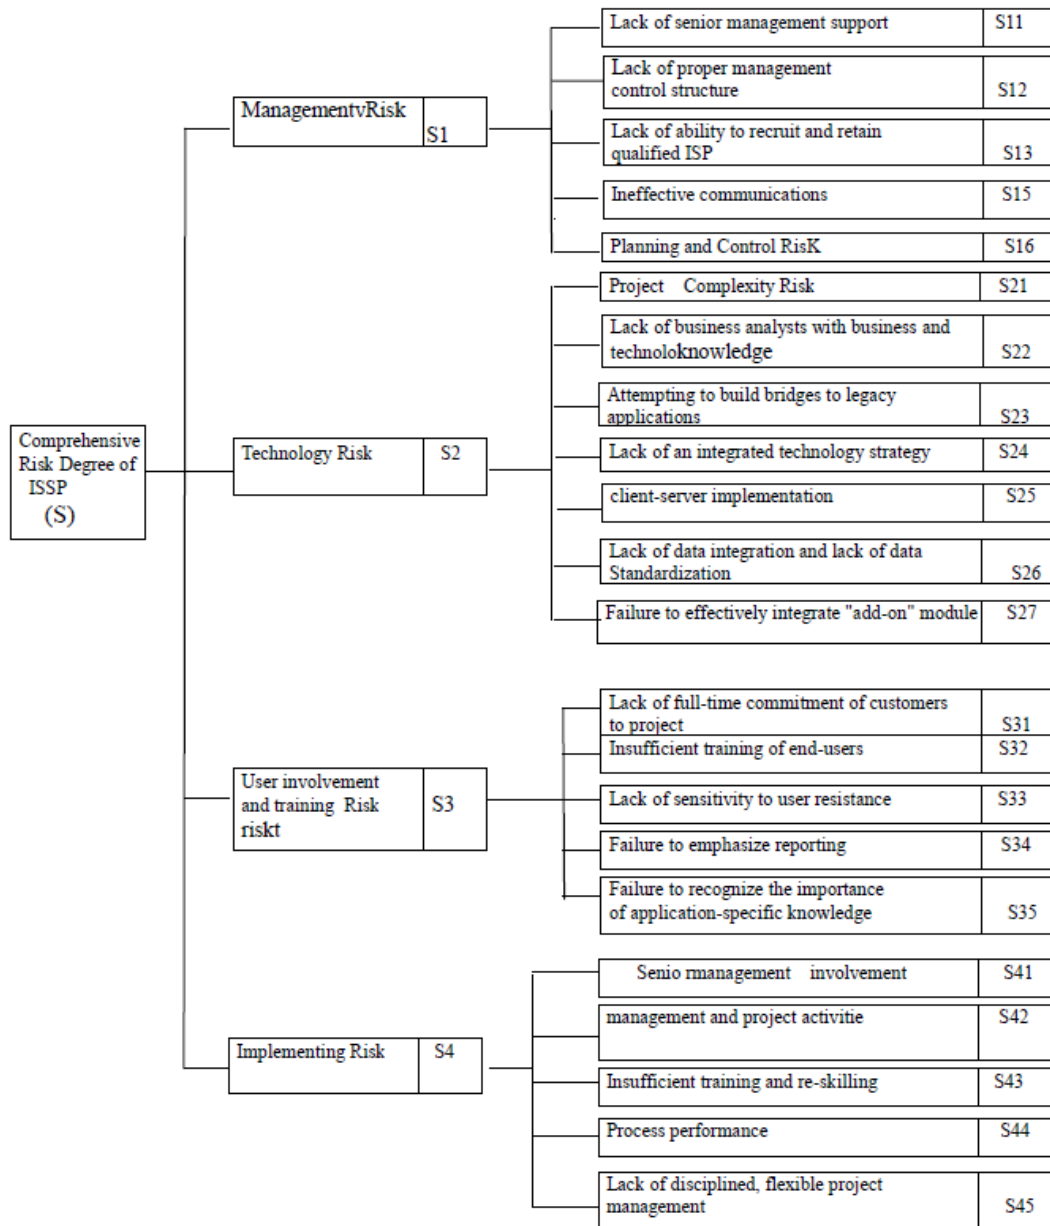 Lack of senior management support S11
Lack of proper management
control structure S12
ManagementvRisk
S1
Lack of ability to recruit and retain
qualified ISP S13
Ineffective communications S15
Planning and Control RisK S16
Project Complexity Risk S21
Lack of business analysts with business and
technoloknowledge S22
Attempting to build bridges to legacy
applications S23
Comprehensive
Risk Degree of
ISSP
(S)
Technology Risk S2
Lack of an integrated technology strategy S24
client-server implementation S25
Lack of data integration and lack of data
Standardization S26
Failure to effectively integrate "add-on" module S27
Lack of full-time commitment of customers
to project S31
Insufficient training of end-users S32
User involvement
and training Risk S3
riskt
Lack of sensitivity to user resistance S33
Failure to emphasize reporting S34
Failure to recognize the importance
of application-specific knowledge S35
Senio rmanagement involvement S41
management and project activitie S42
Implementing Risk S4
Insufficient training and re-skilling S43
Process performance S44
Lack of disciplined, flexible project
management S45